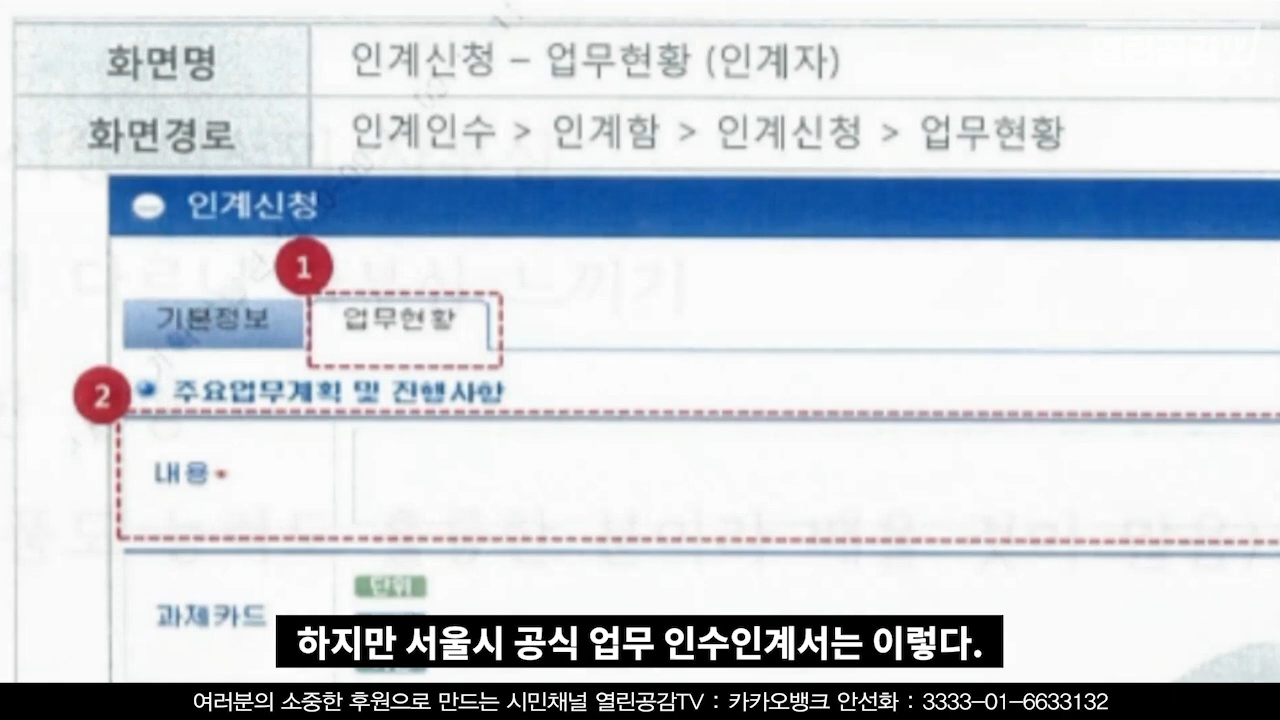 화면명 인계신청 – 업무현황 (인계자)
화면경로 인계인수 > 인계함 > 인계신청 > 업무현황
인계신청
1
기본정보 업무현황
2 주요업무계획 및 진행사항
내용*
단위
과제카드
하지만 서울시 공식 업무 인수인계서는 이렇다.
여러분의 소중한 후원으로 만드는 시민채널 열린공감TV : 카카오뱅크 안선화 : 3333-01-6633132